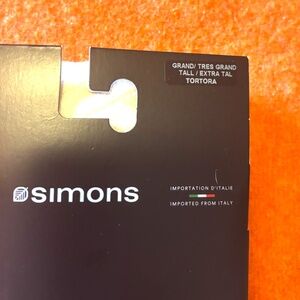 GRAND/ TRES GRAND
TALL / EXTRA TAL
TORTORA
simons
IMPORTATION D'ITALIE
IMPORTED FROM ITALY